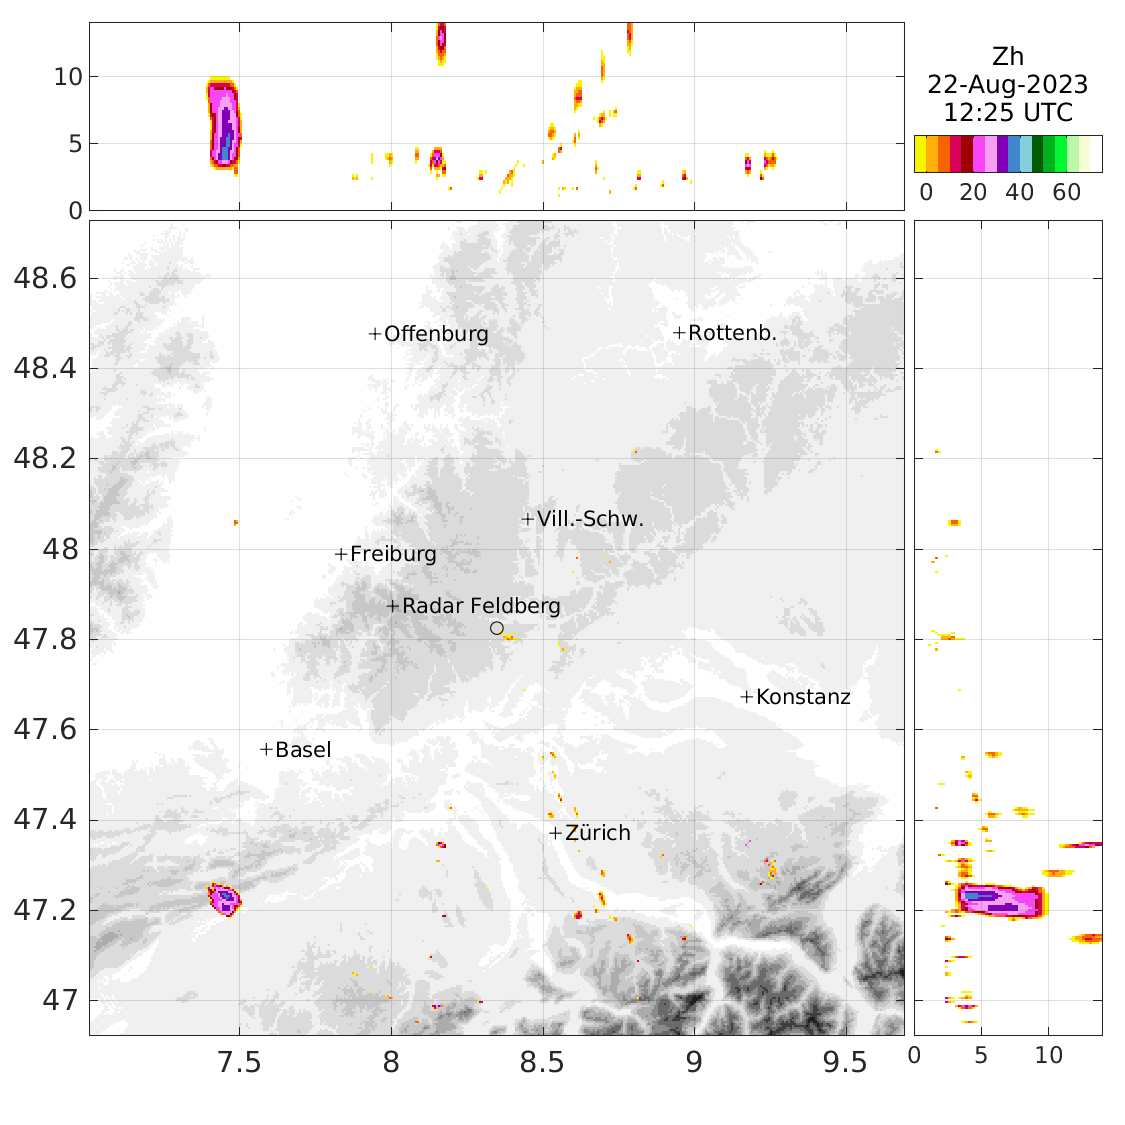 10
5
0
Zh
22-Aug-2023
12:25 UTC
0 20 40 60
48.6
48.4
48.2
48
47.8
47.6
47.4
47.2
47
Offenburg
Rottenb.
Vill.-Schw.
Freiburg
Radar Feldberg
Konstanz
Basel
Zürich
7.5 8 8.5 9 9.5
0 5 10